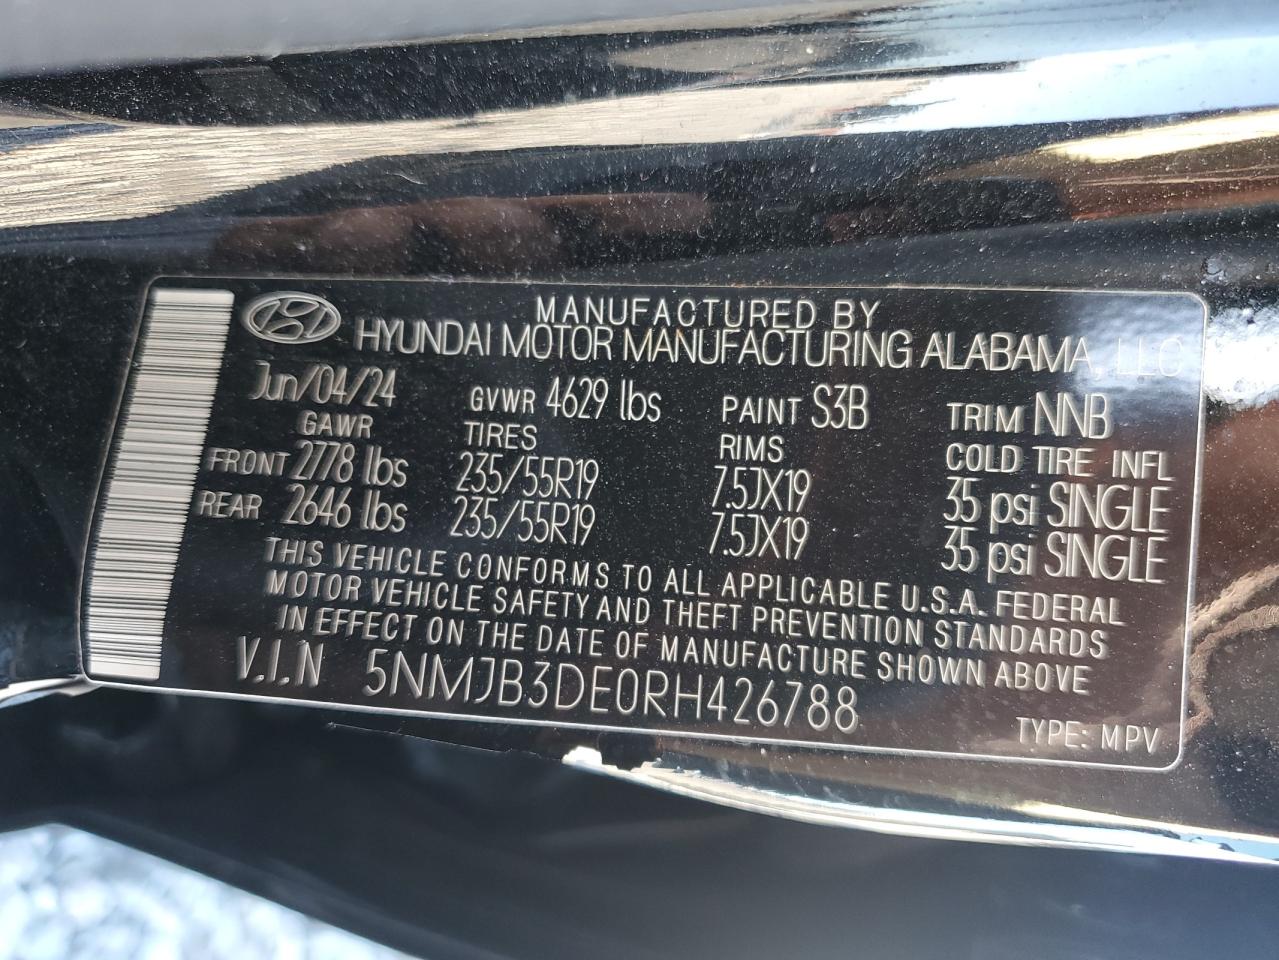 MANUFACTURED BY
HYUNDAI MOTOR MANUFACTURING ALABAMA, LLC
Jun/04/24 GVWR 4629 lbs PAINT S3B TRIM NNB
GAWR TIRES RIMS COLD TIRE INFL
FRONT 2778 lbs 235/55R19 7.5JX19 35 psi SINGLE
REAR 2646 lbs 235/55R19 7.5JX19 35 psi SINGLE
THIS VEHICLE CONFORMS TO ALL APPLICABLE U.S.A. FEDERAL
MOTOR VEHICLE SAFETY AND THEFT PREVENTION STANDARDS
IN EFFECT ON THE DATE OF MANUFACTURE SHOWN ABOVE
V.I.N 5NMJB3DE0RH426788
TYPE: MPV